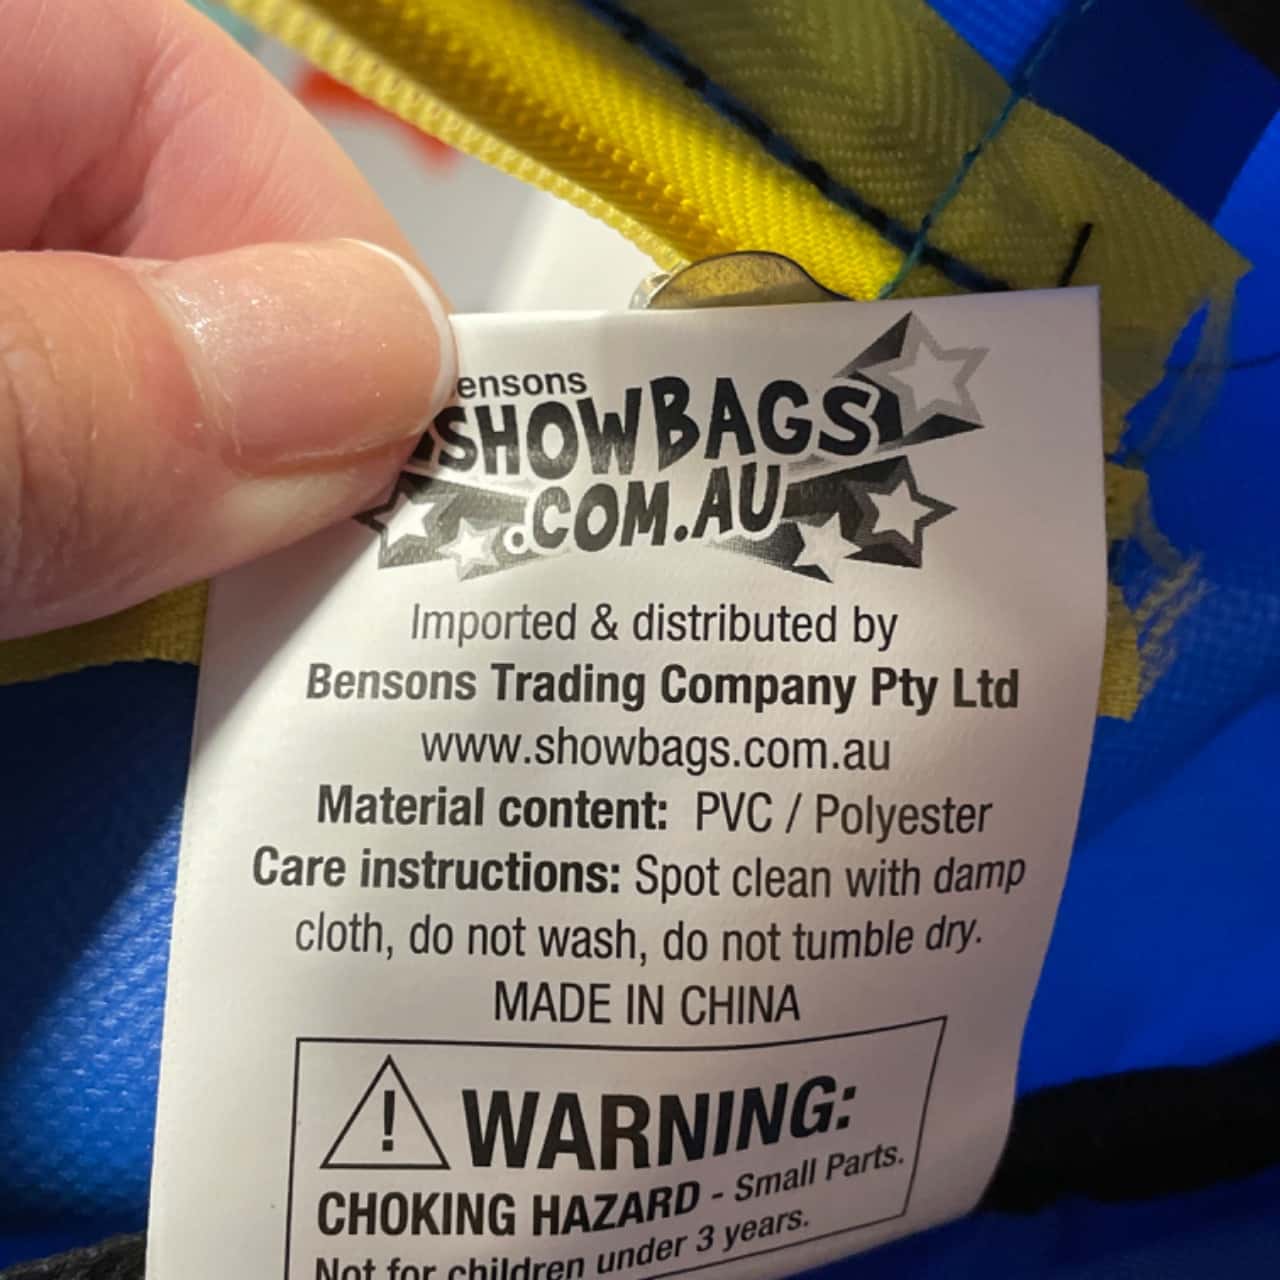 ensons
SHOWBAGS
.COM.AU
Imported & distributed by
Bensons Trading Company Pty Ltd
www.showbags.com.au
Material content: PVC / Polyester
Care instructions: Spot clean with damp
cloth, do not wash, do not tumble dry.
MADE IN CHINA
! WARNING:
CHOKING HAZARD - Small Parts.
Not for children under 3 years.